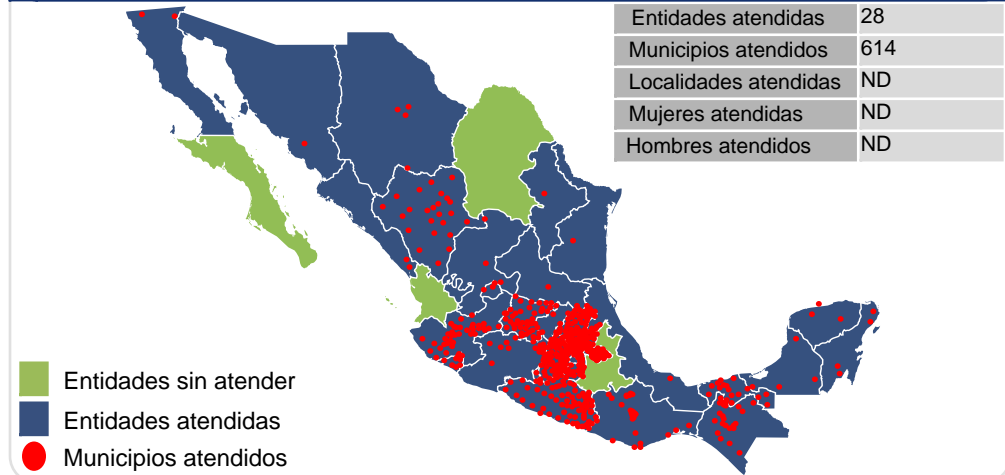 Entidades atendidas 28
Municipios atendidos 614
Localidades atendidas ND
Mujeres atendidas ND
Hombres atendidos ND
Entidades sin atender
Entidades atendidas
Municipios atendidos